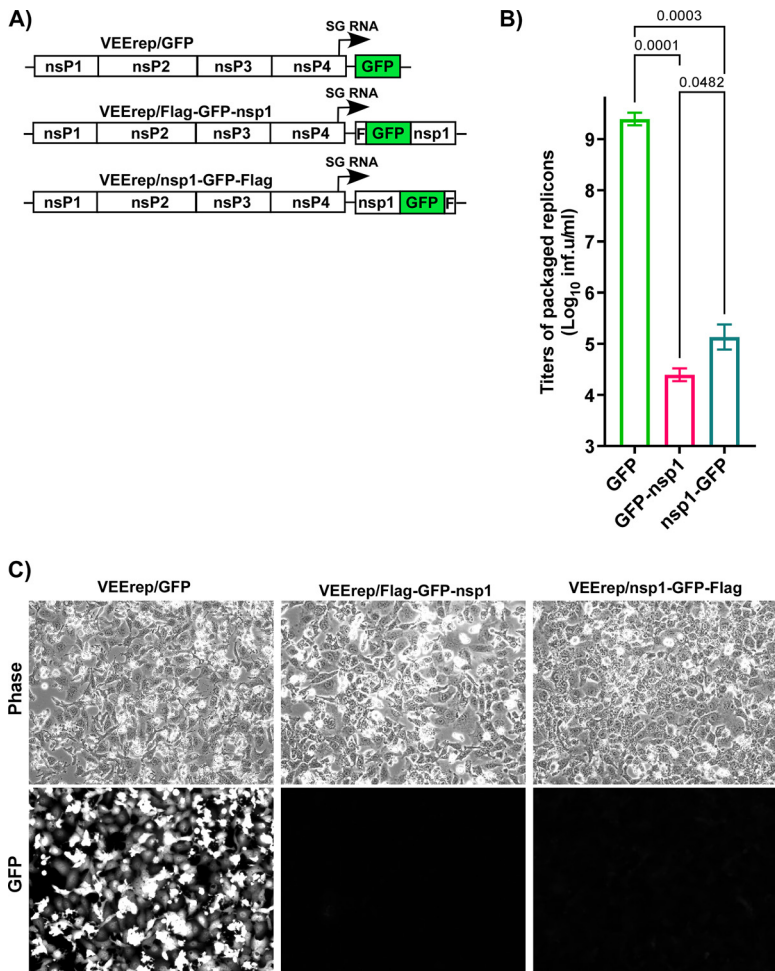 A)
VEErep/GFP
SG RNA
nsP1 nsP2 nsP3 nsP4 GFP
VEErep/Flag-GFP-nsp1
SG RNA
nsP1 nsP2 nsP3 nsP4 F GFP nsp1
VEErep/nsp1-GFP-Flag
SG RNA
nsP1 nsP2 nsP3 nsP4 nsp1 GFP F
B)
0.0003
0.0001
0.0482
Titers of packaged replicons
(Log10 inf.u/ml)
9
8
7
6
5
4
3
GFP
GFP-nsp1
nsp1-GFP
C)
VEErep/GFP
VEErep/Flag-GFP-nsp1
VEErep/nsp1-GFP-Flag
Phase
GFP